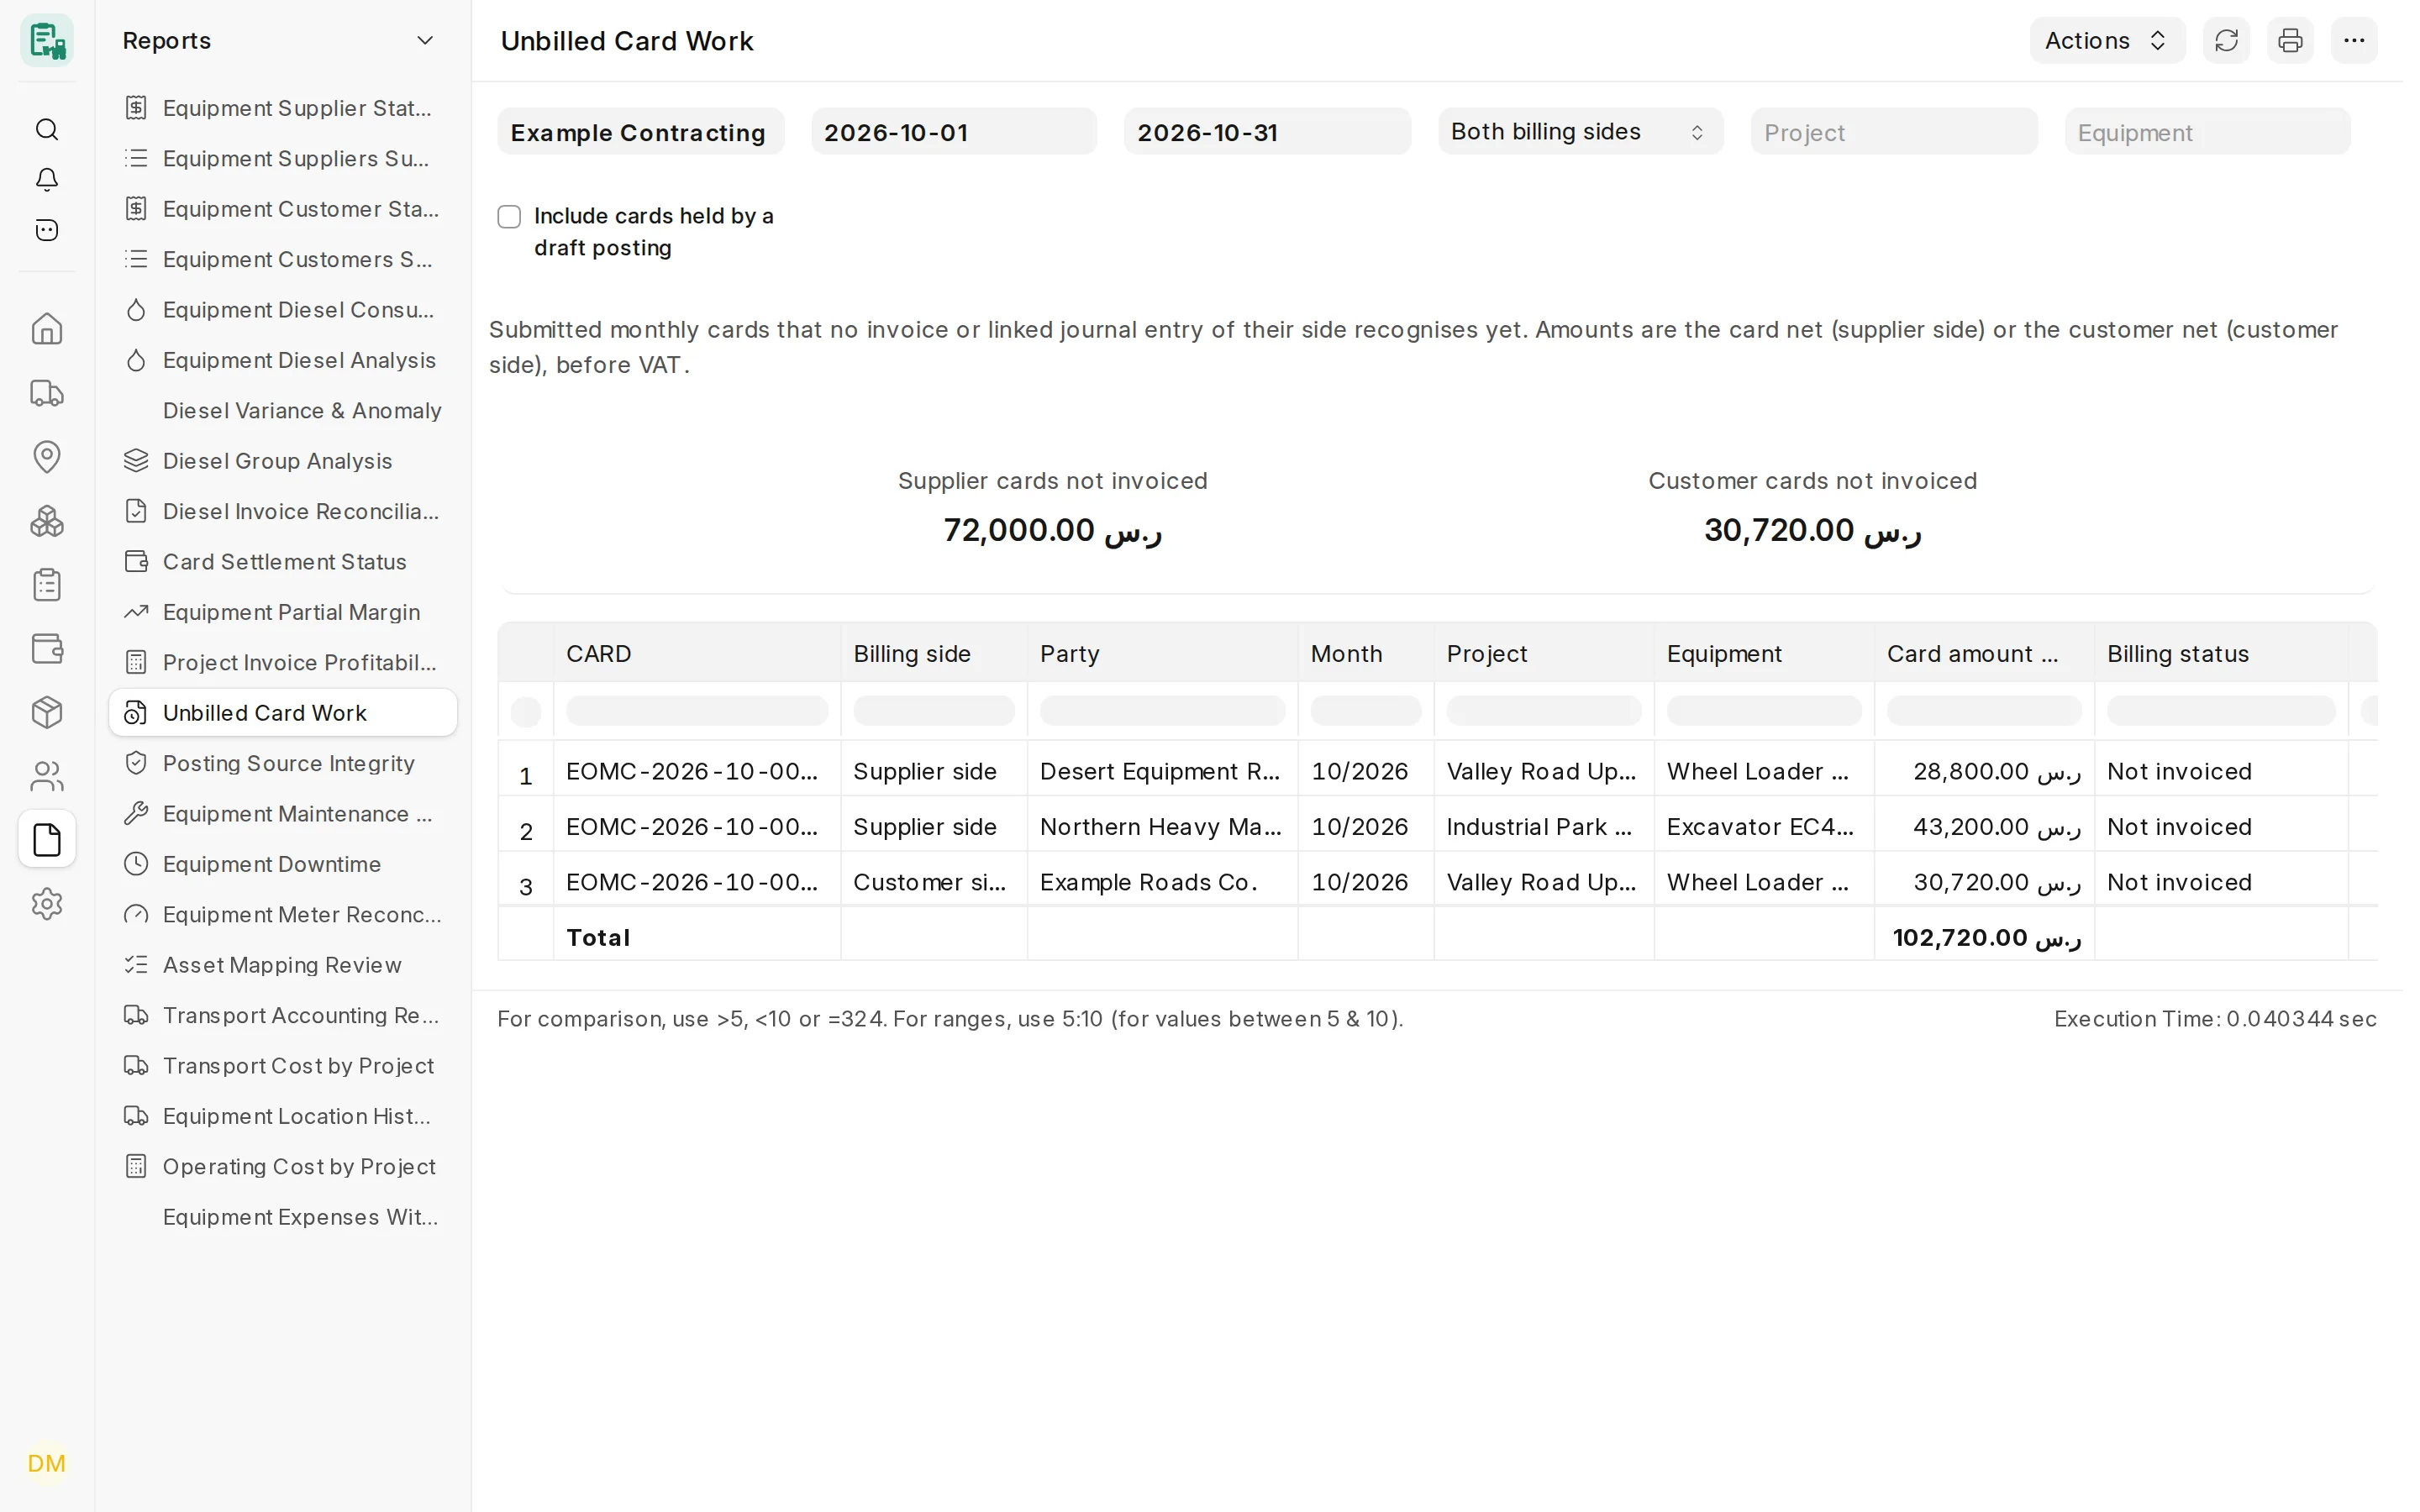 Reports
Equipment Supplier Stat...
Equipment Suppliers Su...
Equipment Customer Sta...
Equipment Customers S...
Equipment Diesel Consu...
Equipment Diesel Analysis
Diesel Variance & Anomaly
Diesel Group Analysis
Diesel Invoice Reconcilia...
Card Settlement Status
Equipment Partial Margin
Project Invoice Profitabil...
Unbilled Card Work
Posting Source Integrity
Equipment Maintenance ...
Equipment Downtime
Equipment Meter Reconc...
Asset Mapping Review
Transport Accounting Re...
Transport Cost by Project
Equipment Location Hist...
Operating Cost by Project
Equipment Expenses Wit...
DM
Unbilled Card Work
Actions
Example Contracting 2026-10-01 2026-10-31 Both billing sides Project Equipment
Include cards held by a
draft posting
Submitted monthly cards that no invoice or linked journal entry of their side recognises yet. Amounts are the card net (supplier side) or the customer net (customer
side), before VAT.
Supplier cards not invoiced Customer cards not invoiced
72,000.00 ر.س 30,720.00 ر.س
CARD Billing side Party Month Project Equipment Card amount ... Billing status
1 EOMC-2026-10-00... Supplier side Desert Equipment R... 10/2026 Valley Road Up... Wheel Loader ... 28,800.00 ر.س Not invoiced
2 EOMC-2026-10-00... Supplier side Northern Heavy Ma... 10/2026 Industrial Park ... Excavator EC4... 43,200.00 ر.س Not invoiced
3 EOMC-2026-10-00... Customer si... Example Roads Co. 10/2026 Valley Road Up... Wheel Loader ... 30,720.00 ر.س Not invoiced
Total 102,720.00 ر.س
For comparison, use >5, <10 or =324. For ranges, use 5:10 (for values between 5 & 10). Execution Time: 0.040344 sec